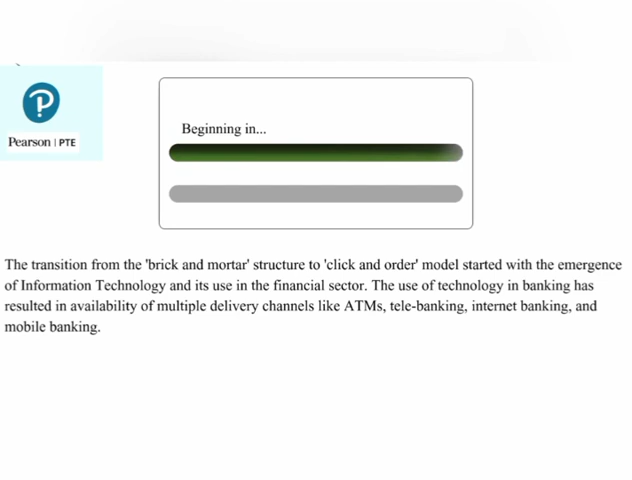 Pearson | PTE
Beginning in...
The transition from the 'brick and mortar' structure to 'click and order' model started with the emergence
of Information Technology and its use in the financial sector. The use of technology in banking has
resulted in availability of multiple delivery channels like ATMs, tele-banking, internet banking, and
mobile banking.